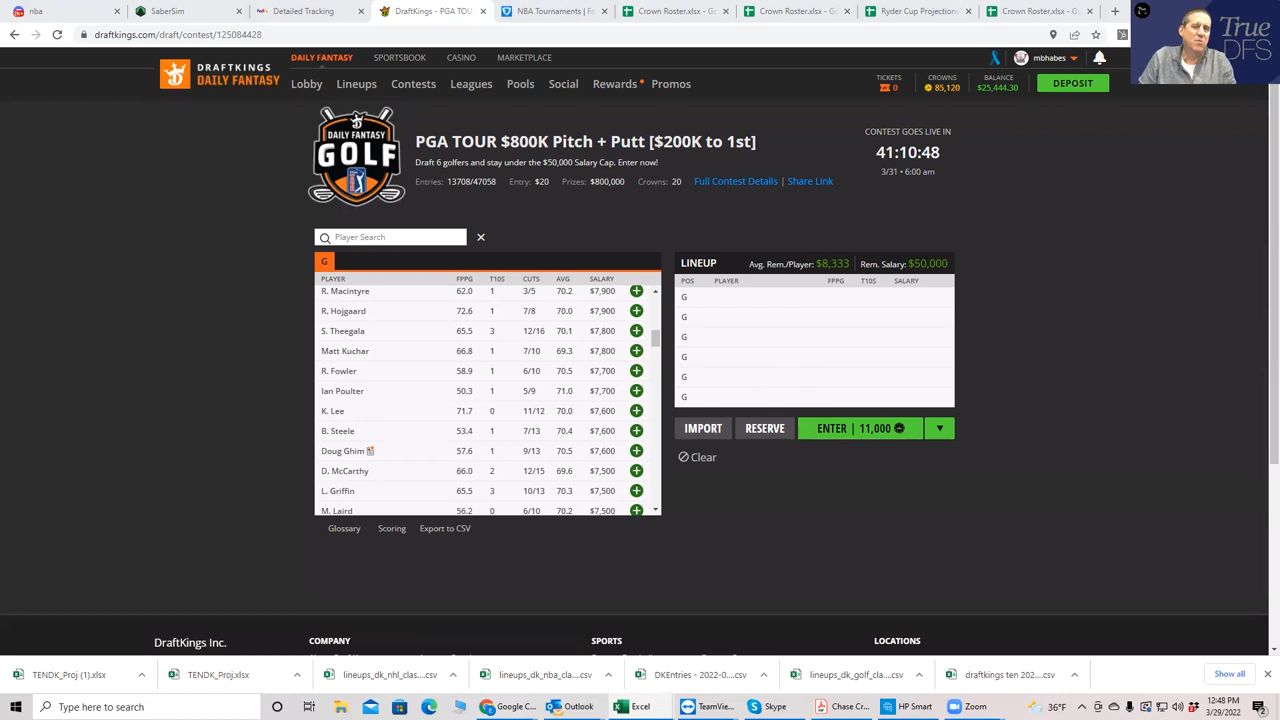 nba
SaberSim
Detailed Tracking
DraftKings - PGA TOU
NBA Tournaments | Fa
Crown Roster.xlsx - Go
Crown Roster.xlsx - Go
Ryder Cup Projection
Crown Roster.xlsx - Go
draftkings.com/draft/contest/125084428
True
DFS
DRAFTKINGS
DAILY FANTASY
DAILY FANTASY
SPORTSBOOK
CASINO
MARKETPLACE
mbhabes
Lobby
Lineups
Contests
Leagues
Pools
Social
Rewards
Promos
TICKETS
0
CROWNS
85,120
BALANCE
$25,444.30
DEPOSIT
DAILY FANTASY
GOLF
PGA TOUR
PGA TOUR $800K Pitch + Putt [$200K to 1st]
Draft 6 golfers and stay under the $50,000 Salary Cap. Enter now!
Entries: 13708/47058 Entry: $20 Prizes: $800,000 Crowns: 20 Full Contest Details | Share Link
CONTEST GOES LIVE IN
41:10:48
3/31 • 6:00 am
Player Search
G
PLAYER FPPG T10S CUTS AVG SALARY
R. Macintyre 62.0 1 3/5 70.2 $7,900
R. Hojgaard 72.6 1 7/8 70.0 $7,900
S. Theegala 65.5 3 12/16 70.1 $7,800
Matt Kuchar 66.8 1 7/10 69.3 $7,800
R. Fowler 58.9 1 6/10 70.5 $7,700
Ian Poulter 50.3 1 5/9 71.0 $7,700
K. Lee 71.7 0 11/12 70.0 $7,600
B. Steele 53.4 1 7/13 70.4 $7,600
Doug Ghim 57.6 1 9/13 70.5 $7,600
D. McCarthy 66.0 2 12/15 69.6 $7,500
L. Griffin 65.5 3 10/13 70.3 $7,500
M. Laird 56.2 0 6/10 70.2 $7,500
Glossary
Scoring
Export to CSV
LINEUP Avg. Rem./Player: $8,333 Rem. Salary: $50,000
POS PLAYER FPPG T10S SALARY
G
G
G
G
G
G
IMPORT
RESERVE
ENTER | 11,000
Clear
DraftKings Inc.
COMPANY
SPORTS
LOCATIONS
TENDK_Proj (1).xlsx
TENDK_Proj.xlsx
lineups_dk_nhl_clas....csv
lineups_dk_nba_cla....csv
DKEntries - 2022-0....csv
lineups_dk_golf_cla....csv
draftkings ten 202....csv
Show all
Type here to search
Google C...
Outlook
Excel
TeamView...
Skype
Chase Cr...
HP Smart
Zoom
36°F
12:48 PM
3/29/2022